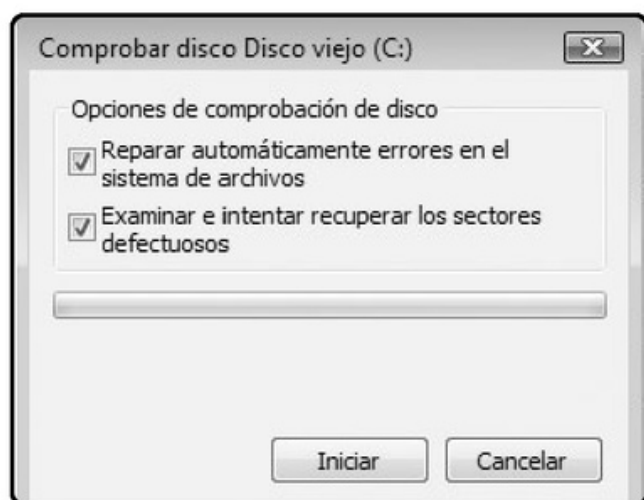 Comprobar disco Disco viejo (C:)
Opciones de comprobación de disco
Reparar automáticamente errores en el
sistema de archivos
Examinar e intentar recuperar los sectores
defectuosos
Iniciar
Cancelar